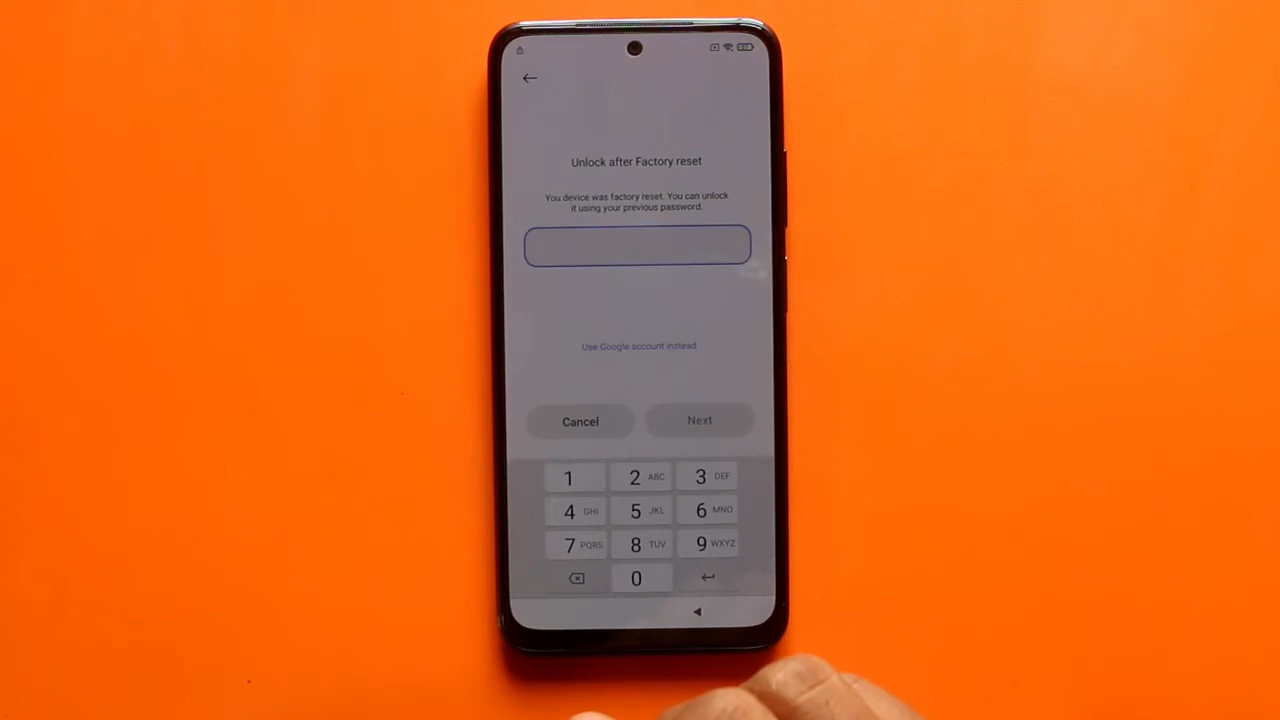 Unlock after Factory reset
You device was factory reset. You can unlock
it using your previous password.
Use Google account instead
Cancel Next
1 2 ABC 3 DEF
4 GHI 5 JKL 6 MNO
7 PQRS 8 TUV 9 WXYZ
0